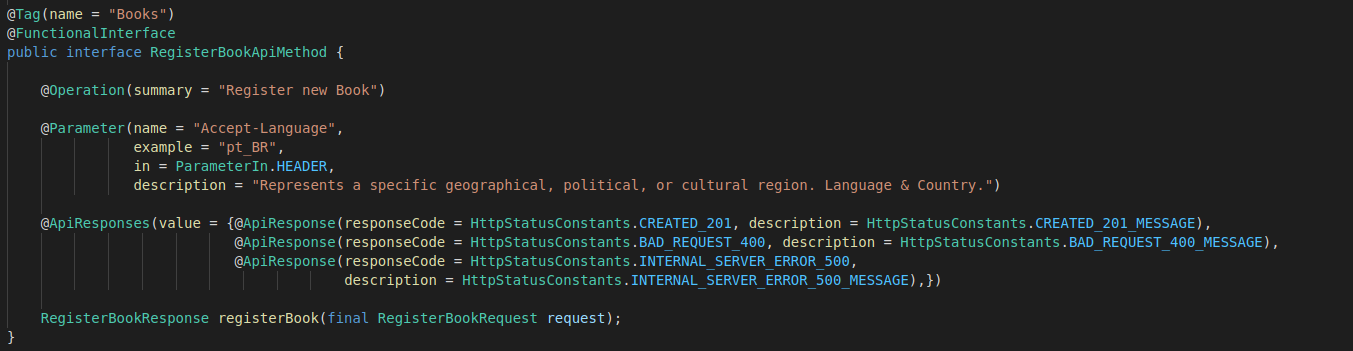 @Tag(name = "Books")
@FunctionalInterface
public interface RegisterBookApiMethod {
@Operation(summary = "Register new Book")
@Parameter(name = "Accept-Language",
example = "pt_BR",
in = ParameterIn.HEADER,
description = "Represents a specific geographical, political, or cultural region. Language & Country.")
@ApiResponses(value = {@ApiResponse(responseCode = HttpStatusConstants.CREATED_201, description = HttpStatusConstants.CREATED_201_MESSAGE),
@ApiResponse(responseCode = HttpStatusConstants.BAD_REQUEST_400, description = HttpStatusConstants.BAD_REQUEST_400_MESSAGE),
@ApiResponse(responseCode = HttpStatusConstants.INTERNAL_SERVER_ERROR_500,
description = HttpStatusConstants.INTERNAL_SERVER_ERROR_500_MESSAGE),})
RegisterBookResponse registerBook(final RegisterBookRequest request);
}